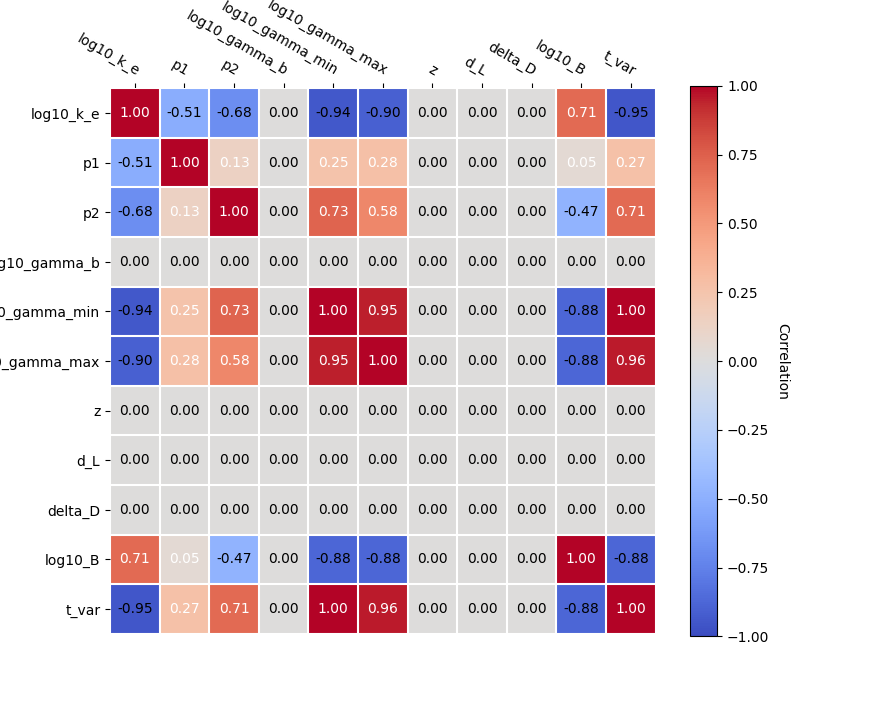 log10_k_e p1 p2 log10_gamma_b log10_gamma_min log10_gamma_max z d_L delta_D log10_B t_var
log10_k_e 1.00 -0.51 -0.68 0.00 -0.94 -0.90 0.00 0.00 0.00 0.71 -0.95
p1 -0.51 1.00 0.13 0.00 0.25 0.28 0.00 0.00 0.00 0.05 0.27
p2 -0.68 0.13 1.00 0.00 0.73 0.58 0.00 0.00 0.00 -0.47 0.71
g10_gamma_b 0.00 0.00 0.00 0.00 0.00 0.00 0.00 0.00 0.00 0.00 0.00
0_gamma_min -0.94 0.25 0.73 0.00 1.00 0.95 0.00 0.00 0.00 -0.88 1.00
0_gamma_max -0.90 0.28 0.58 0.00 0.95 1.00 0.00 0.00 0.00 -0.88 0.96
z 0.00 0.00 0.00 0.00 0.00 0.00 0.00 0.00 0.00 0.00 0.00
d_L 0.00 0.00 0.00 0.00 0.00 0.00 0.00 0.00 0.00 0.00 0.00
delta_D 0.00 0.00 0.00 0.00 0.00 0.00 0.00 0.00 0.00 0.00 0.00
log10_B 0.71 0.05 -0.47 0.00 -0.88 -0.88 0.00 0.00 0.00 1.00 -0.88
t_var -0.95 0.27 0.71 0.00 1.00 0.96 0.00 0.00 0.00 -0.88 1.00
1.00
0.75
0.50
0.25
0.00
−0.25
−0.50
−0.75
−1.00
Correlation